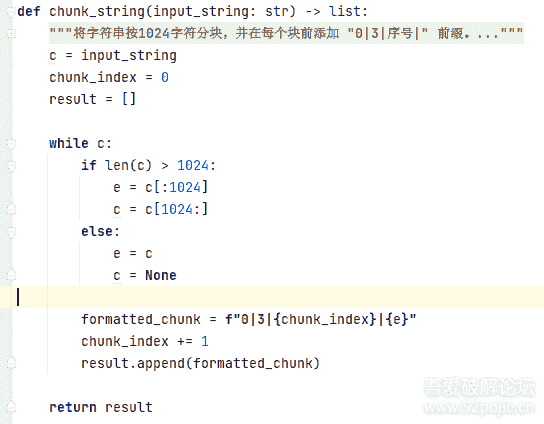 def chunk_string(input_string: str) -> list:
    """将字符串按1024字符分块，并在每个块前添加 "0|3|序号|" 前缀。..."""
    c = input_string
    chunk_index = 0
    result = []

    while c:
        if len(c) > 1024:
            e = c[:1024]
            c = c[1024:]
        else:
            e = c
            c = None

        formatted_chunk = f"0|3|{chunk_index}|{e}"
        chunk_index += 1
        result.append(formatted_chunk)

    return result
吾爱破解论坛
www.52pojie.cn